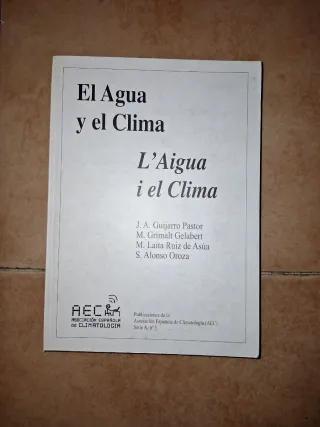 El Agua
y el Clima
L'Aigua
i el Clima
J. A. Guijarro Pastor
M. Grimalt Gelabert
M. Laita Ruiz de Asúa
S. Alonso Oroza
AEC
ASOCIACIÓN ESPAÑOLA
DE CLIMATOLOGÍA
Publicaciones de la
Asociación Española de Climatología (AEC)
Serie A, nº 3